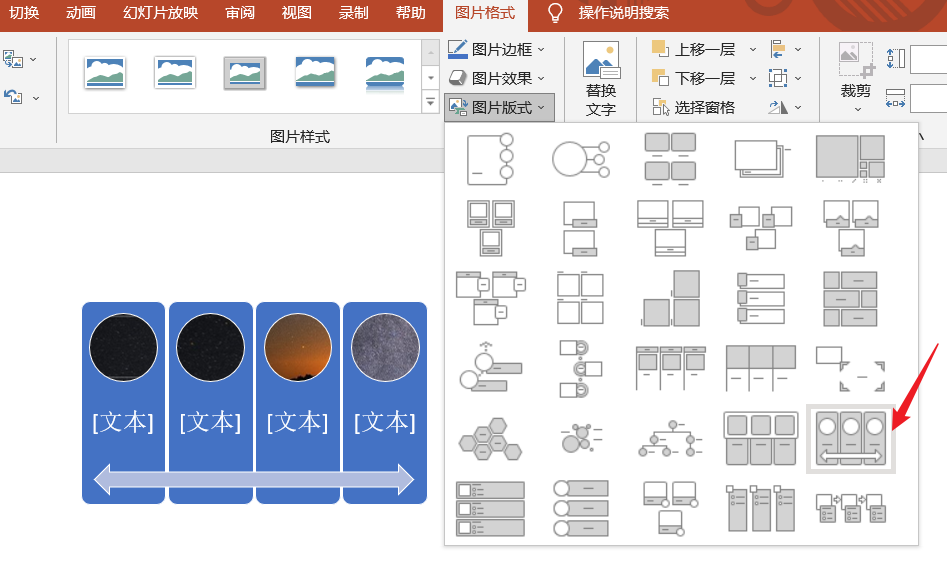 切换 动画 幻灯片放映 审阅 视图 录制 帮助 图片格式 操作说明搜索
图片边框 上移一层
图片效果 下移一层
替换文字 裁剪
图片版式 选择窗格
图片样式
[文本] [文本] [文本] [文本]